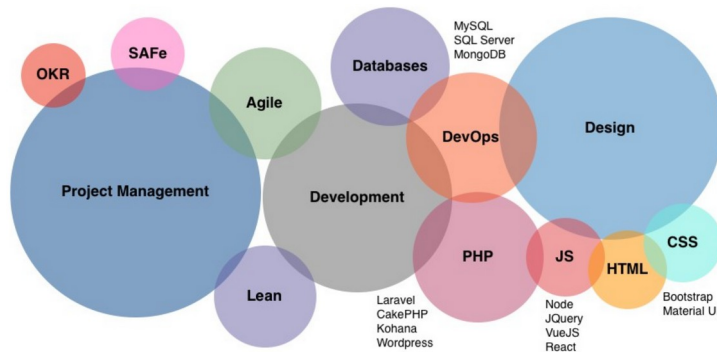 OKR
SAFe
Agile
Project Management
Lean
Databases
MySQL
SQL Server
MongoDB
DevOps
Development
Design
PHP
Laravel
CakePHP
Kohana
Wordpress
JS
Node
JQuery
VueJS
React
HTML
CSS
Bootstrap
Material U